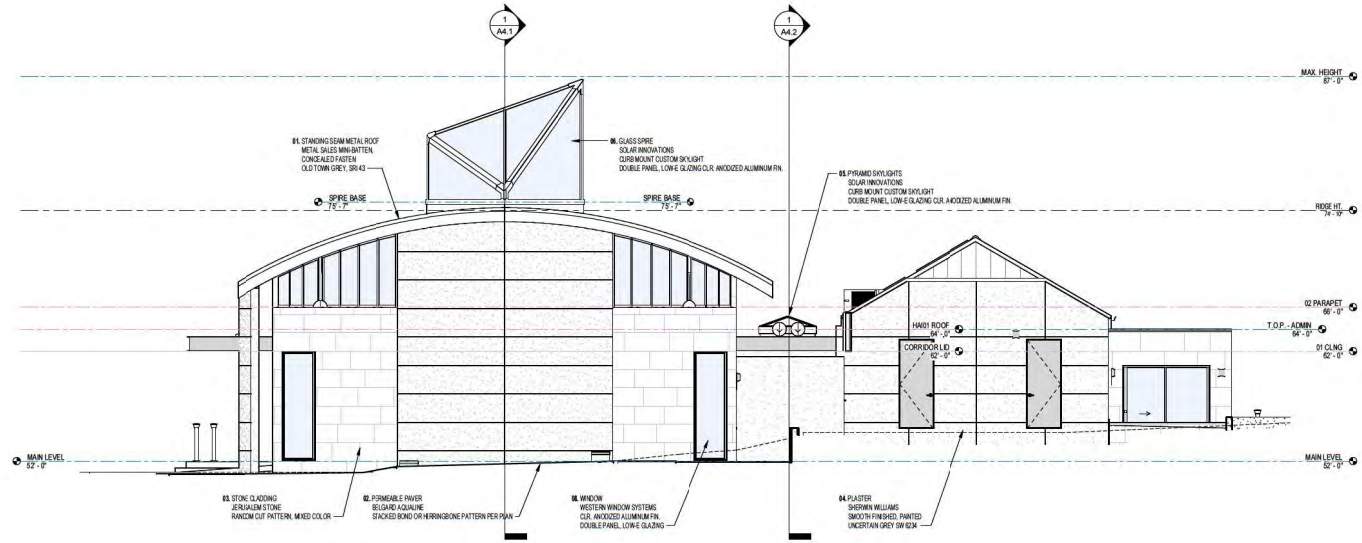 1
A4.1
1
A4.2
MAX. HEIGHT
87' - 0"
01. STANDING SEAM METAL ROOF
METAL SALES MINI-BATTEN,
CONCEALED FASTEN
OLD TOWN GREY, SRI 43
06. GLASS SPIRE
SOLAR INNOVATIONS
CURB MOUNT CUSTOM SKYLIGHT
DOUBLE PANEL, LOW-E GLAZING CLR. ANODIZED ALUMINUM FIN.
05. PYRAMID SKYLIGHTS
SOLAR INNOVATIONS
CURB MOUNT CUSTOM SKYLIGHT
DOUBLE PANEL, LOW-E GLAZING CLR. ANODIZED ALUMINUM FIN.
SPIRE BASE
75' - 7"
SPIRE BASE
75' - 7"
RIDGE HT.
74' - 10"
02 PARAPET
66' - 0"
HAI01 ROOF
64' - 0"
T.O.P. - ADMIN
64' - 0"
CORRIDOR LID
62' - 0"
01 CLNG
62' - 0"
MAIN LEVEL
52' - 0"
MAIN LEVEL
52' - 0"
03. STONE CLADDING
JERUSALEM STONE
RANDOM CUT PATTERN, MIXED COLOR
02. PERMEABLE PAVER
BELGARD AQUALINE
STACKED BOND OR HERRINGBONE PATTERN PER PLAN
08. WINDOW
WESTERN WINDOW SYSTEMS
CLR. ANODIZED ALUMINUM FIN.
DOUBLE PANEL, LOW-E GLAZING
04. PLASTER
SHERWIN WILLIAMS
SMOOTH FINISHED, PAINTED
UNCERTAIN GREY SW 6234